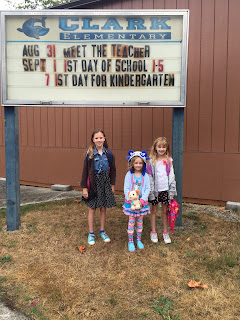 CLARK
ELEMENTARY
AUG 31 MEET THE TEACHER
SEPT 1 1ST DAY OF SCHOOL 1-5
7 1ST DAY FOR KINDERGARTEN